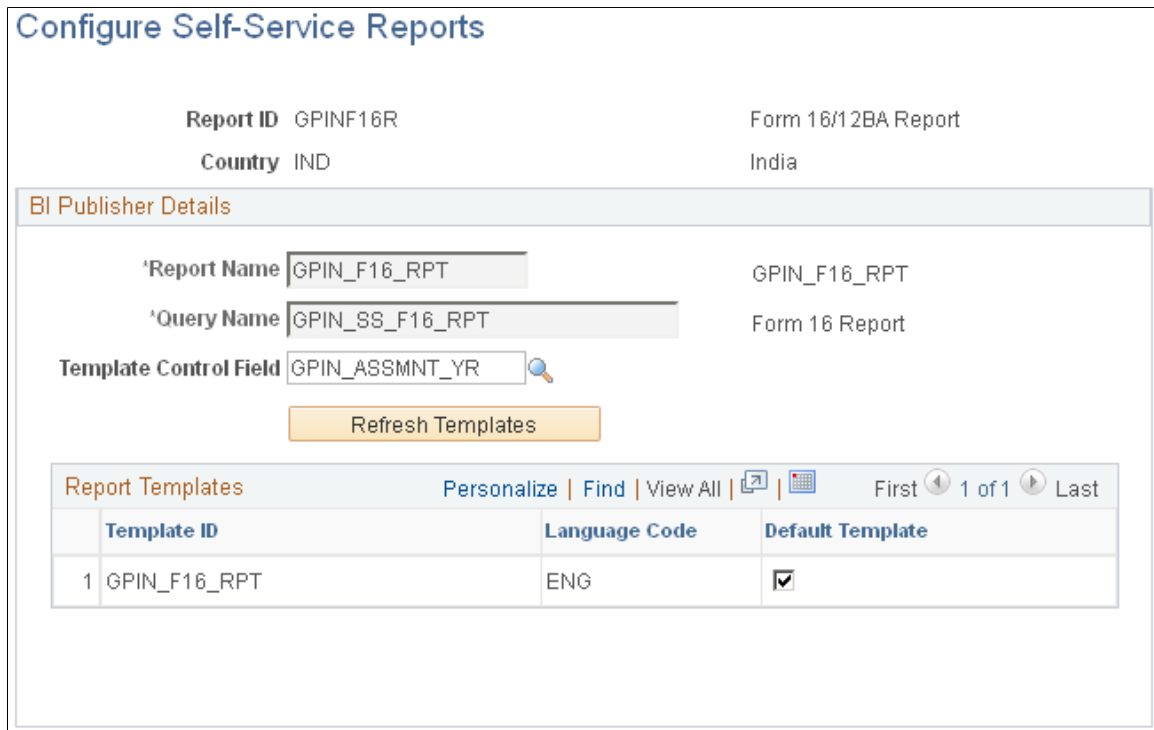 Configure Self-Service Reports
Report ID GPINF16R Form 16/12BA Report
Country IND India
BI Publisher Details
*Report Name GPIN_F16_RPT GPIN_F16_RPT
*Query Name GPIN_SS_F16_RPT Form 16 Report
Template Control Field GPIN_ASSMNT_YR
Refresh Templates
Report Templates Personalize | Find | View All | | First 1 of 1 Last
Template ID Language Code Default Template
1 GPIN_F16_RPT ENG